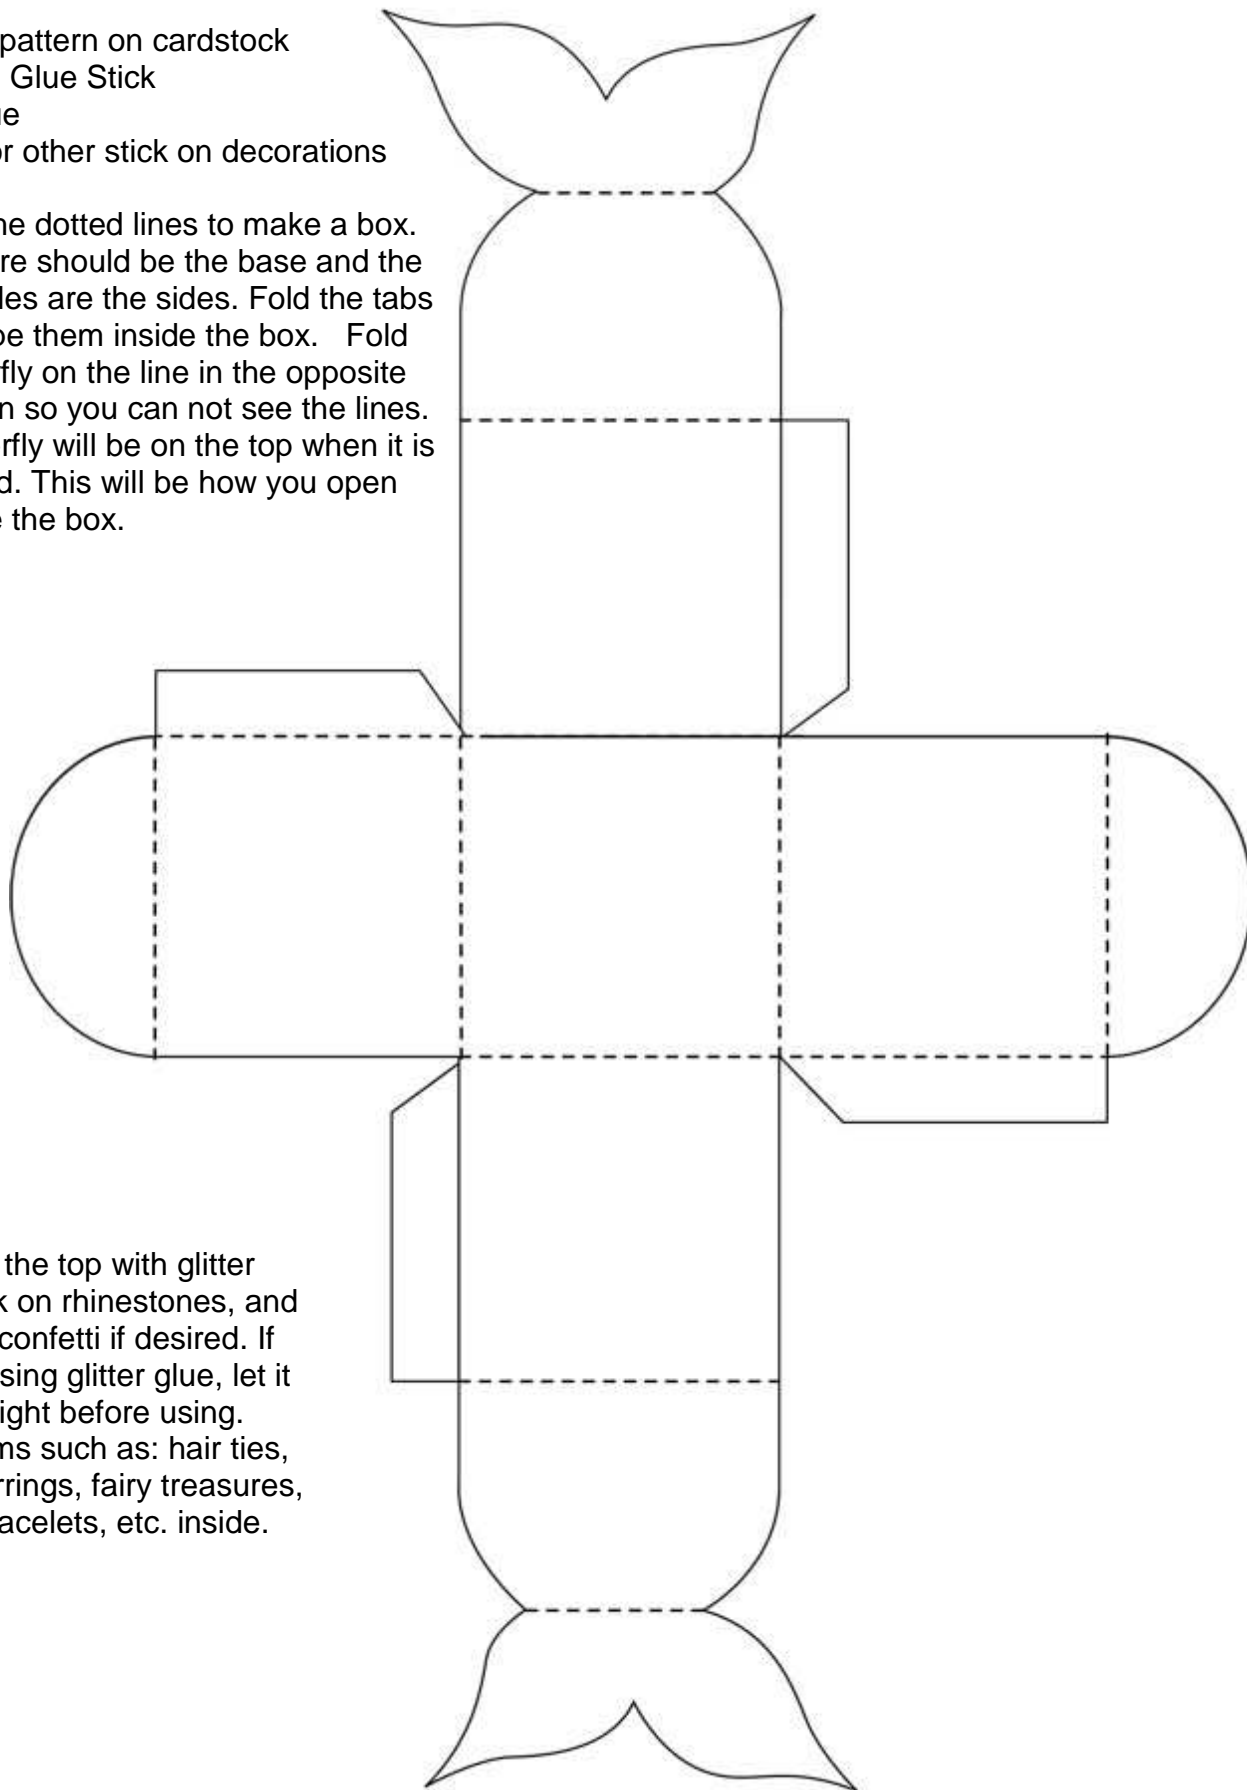 pattern on cardstock
Glue Stick
ue
or other stick on decorations
he dotted lines to make a box.
re should be the base and the
les are the sides. Fold the tabs
be them inside the box. Fold
fly on the line in the opposite
n so you can not see the lines.
rfly will be on the top when it is
d. This will be how you open
e the box.
the top with glitter
k on rhinestones, and
confetti if desired. If
sing glitter glue, let it
ight before using.
ms such as: hair ties,
rrings, fairy treasures,
acelets, etc. inside.